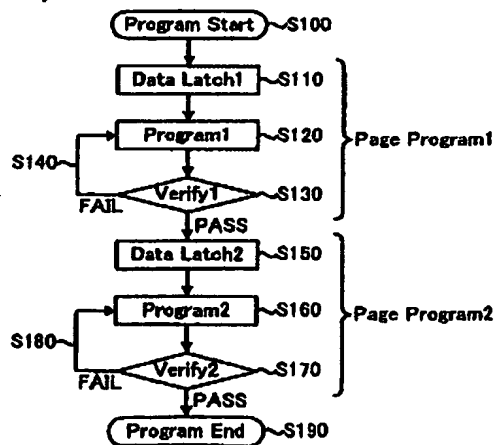 Program Start S100
Data Latch1 S110
Program1 S120
Page Program1
S140
Verify1 S130
FAIL
PASS
Data Latch2 S150
Program2 S160
Page Program2
S180
Verify2 S170
FAIL
PASS
Program End S190